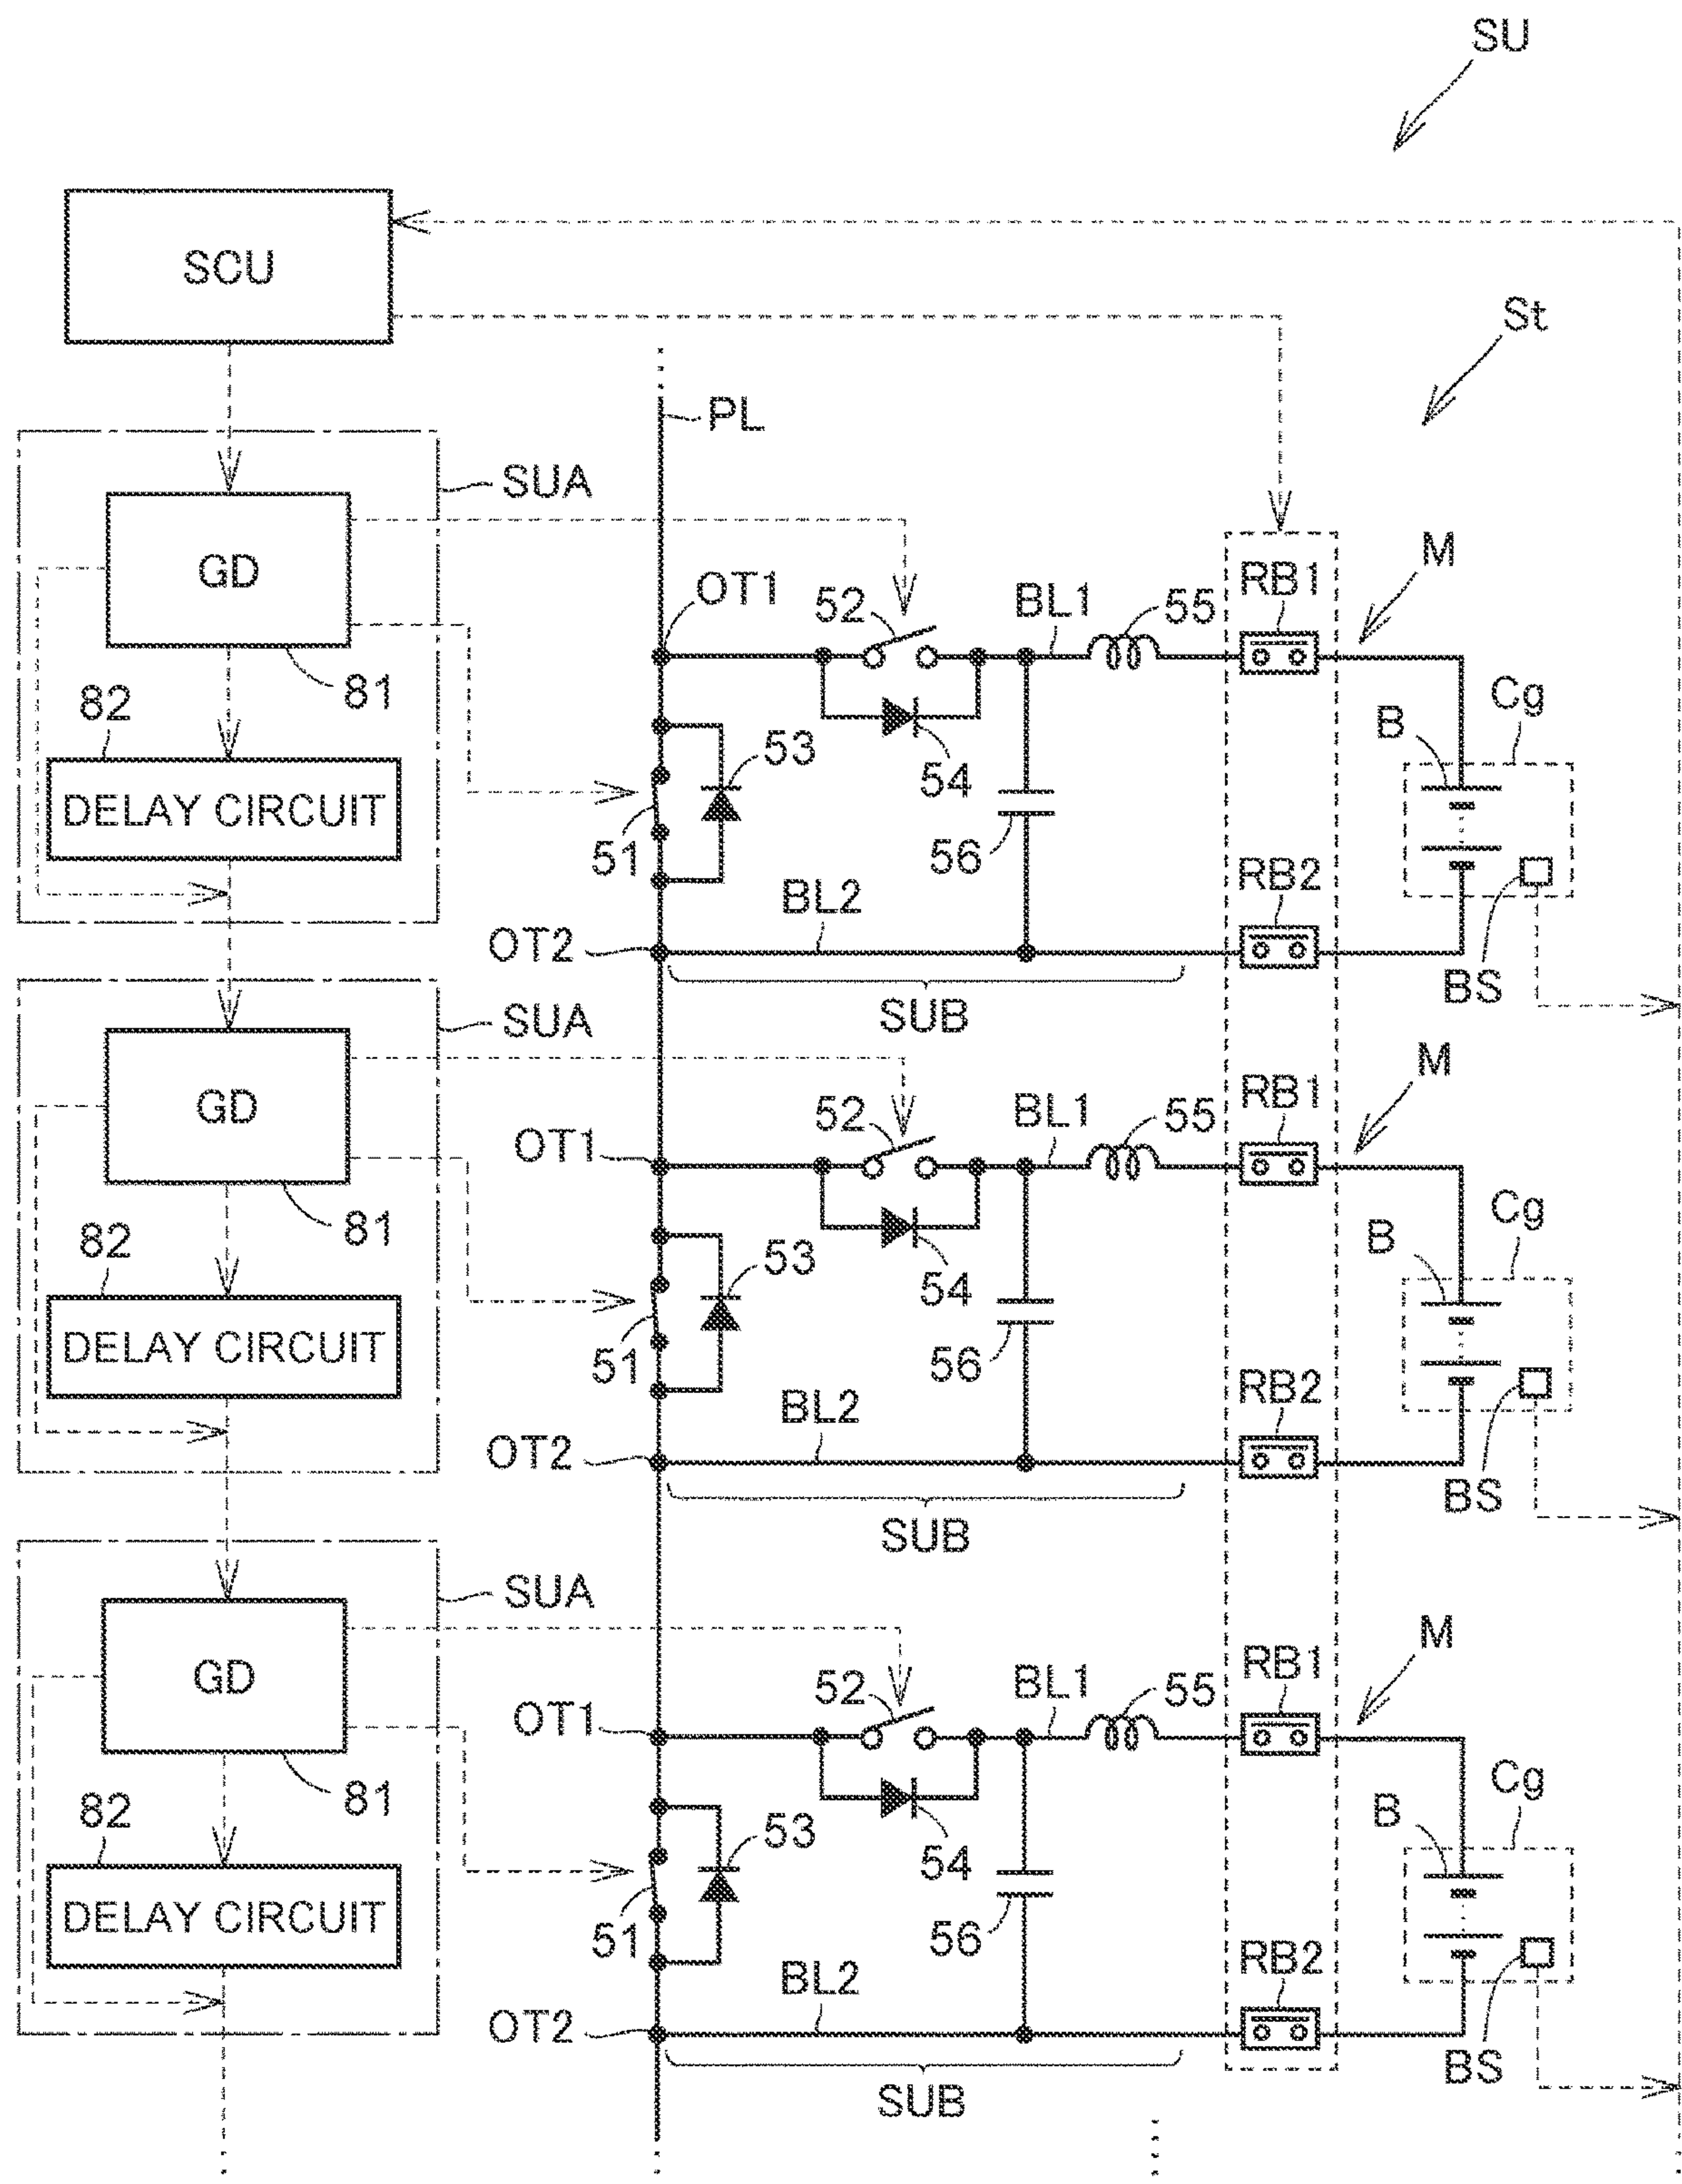 SU
SCU
St
PL
SUA
GD
OT1
52
BL1
55
RB1
M
81
82
53
54
B
Cg
DELAY CIRCUIT
51
56
BL2
RB2
OT2
BS
SUB
SUA
GD
OT1
52
BL1
55
RB1
M
81
82
53
54
B
Cg
DELAY CIRCUIT
51
56
BL2
RB2
OT2
BS
SUB
SUA
GD
OT1
52
BL1
55
RB1
M
81
82
53
54
B
Cg
DELAY CIRCUIT
51
56
BL2
RB2
OT2
BS
SUB